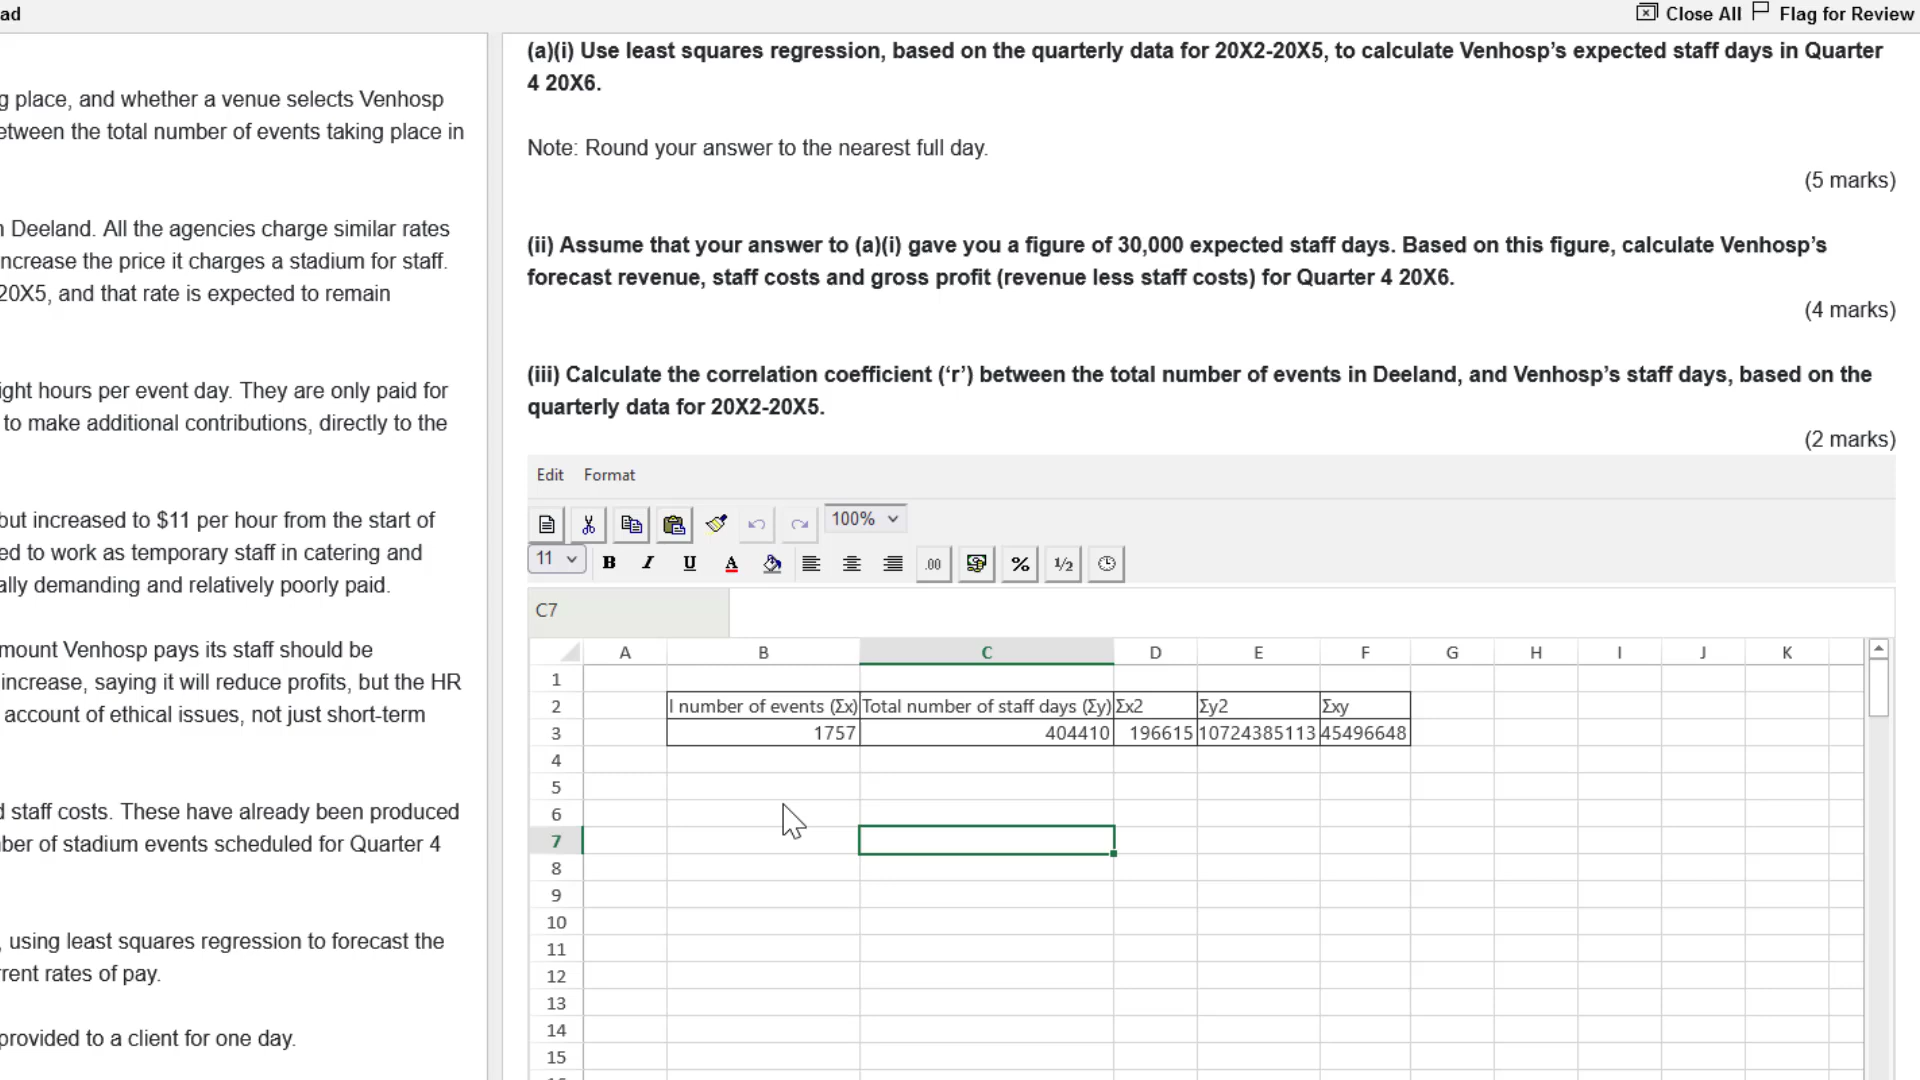 ad
Close All
Flag for Review
g place, and whether a venue selects Venhosp
etween the total number of events taking place in
n Deeland. All the agencies charge similar rates
ncrease the price it charges a stadium for staff.
20X5, and that rate is expected to remain
ight hours per event day. They are only paid for
to make additional contributions, directly to the
but increased to $11 per hour from the start of
ed to work as temporary staff in catering and
ally demanding and relatively poorly paid.
mount Venhosp pays its staff should be
increase, saying it will reduce profits, but the HR
account of ethical issues, not just short-term
d staff costs. These have already been produced
ber of stadium events scheduled for Quarter 4
, using least squares regression to forecast the
rent rates of pay.
provided to a client for one day.
(a)(i) Use least squares regression, based on the quarterly data for 20X2-20X5, to calculate Venhosp’s expected staff days in Quarter
4 20X6.
Note: Round your answer to the nearest full day.
(5 marks)
(ii) Assume that your answer to (a)(i) gave you a figure of 30,000 expected staff days. Based on this figure, calculate Venhosp’s
forecast revenue, staff costs and gross profit (revenue less staff costs) for Quarter 4 20X6.
(4 marks)
(iii) Calculate the correlation coefficient (‘r’) between the total number of events in Deeland, and Venhosp’s staff days, based on the
quarterly data for 20X2-20X5.
(2 marks)
Edit Format
100%
11 B I U A .00 % ½
C7
A B C D E F G H I J K
1
2 l number of events (Σx) Total number of staff days (Σy) Σx2 Σy2 Σxy
3 1757 404410 196615 10724385113 45496648
4
5
6
7
8
9
10
11
12
13
14
15